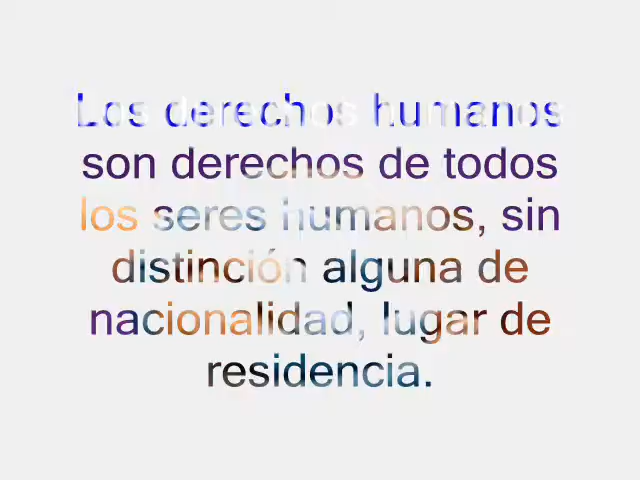 Los derechos humanos
son derechos de todos
los seres humanos, sin
distinción alguna de
nacionalidad, lugar de
residencia.